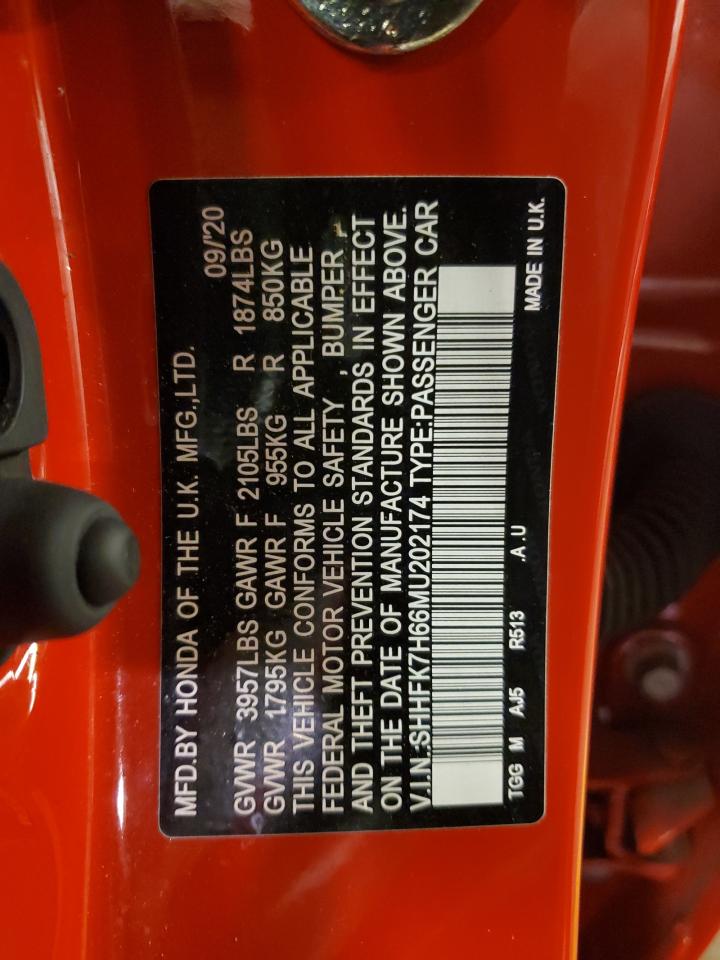 MFD.BY HONDA OF THE U.K. MFG.,LTD. 09/'20
GVWR 3957LBS GAWR F 2105LBS R 1874LBS
GVWR 1795KG GAWR F 955KG R 850KG
THIS VEHICLE CONFORMS TO ALL APPLICABLE
FEDERAL MOTOR VEHICLE SAFETY , BUMPER ,
AND THEFT PREVENTION STANDARDS IN EFFECT
ON THE DATE OF MANUFACTURE SHOWN ABOVE.
V.I.N.:SHHFK7H66MU202174 TYPE:PASSENGER CAR
TGG M AJ5 R513 .A .U MADE IN U.K.